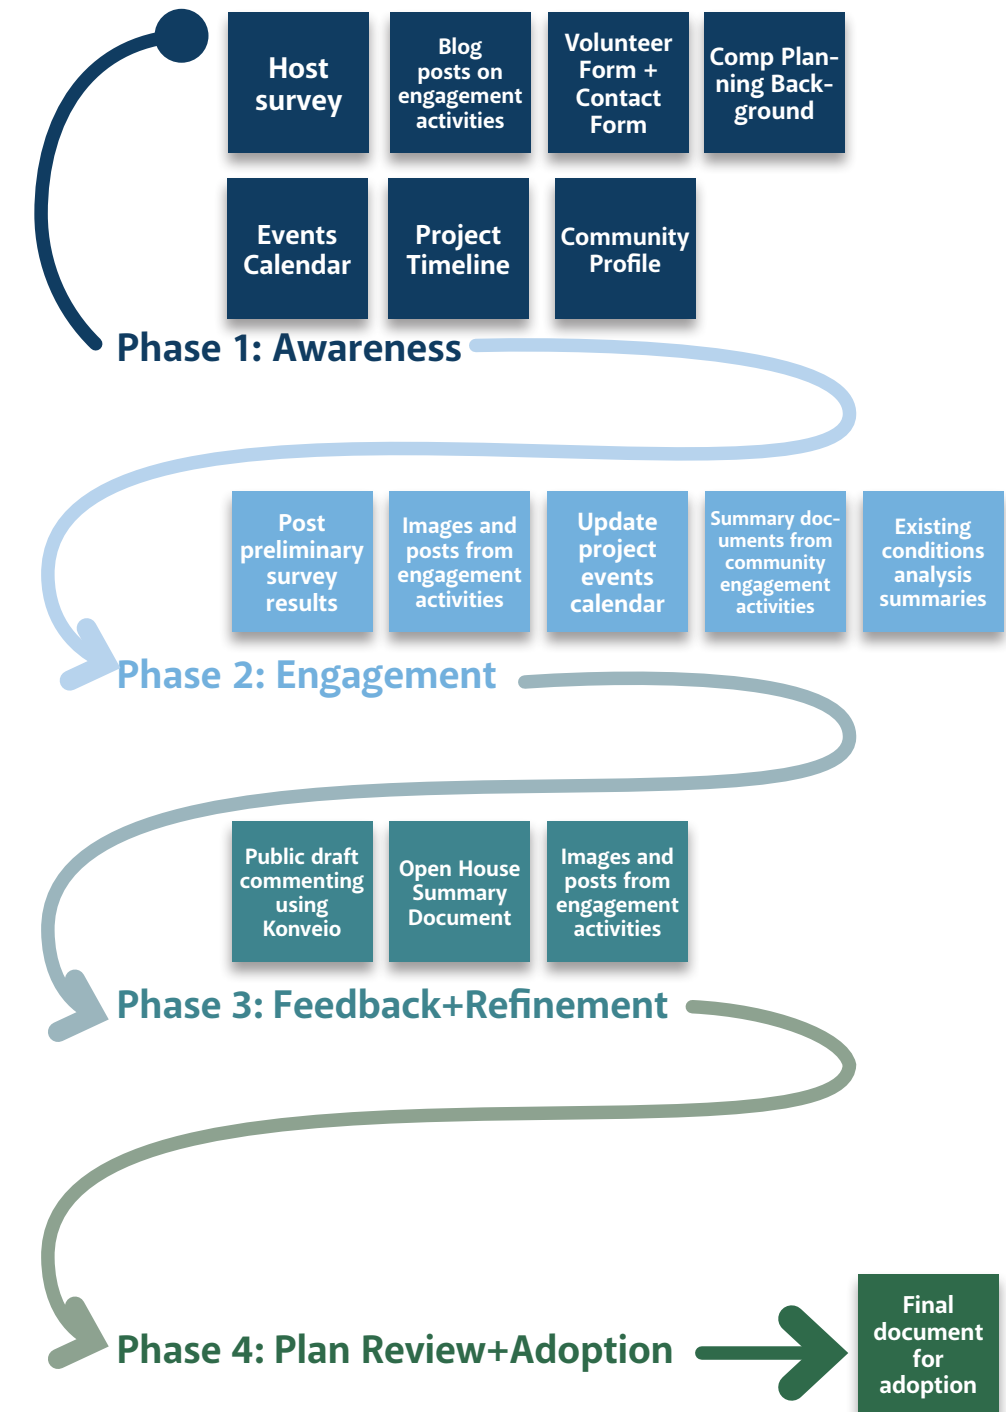 Host
survey
Blog
posts on
engagement
activities
Volunteer
Form +
Contact
Form
Comp Plan-
ning Back-
ground
Events
Calendar
Project
Timeline
Community
Profile
Phase 1: Awareness
Post
preliminary
survey
results
Images and
posts from
engagement
activities
Update
project
events
calendar
Summary doc-
uments from
community
engagement
activities
Existing
conditions
analysis
summaries
Phase 2: Engagement
Public draft
commenting
using
Konveio
Open House
Summary
Document
Images and
posts from
engagement
activities
Phase 3: Feedback+Refinement
Phase 4: Plan Review+Adoption
Final
document
for
adoption